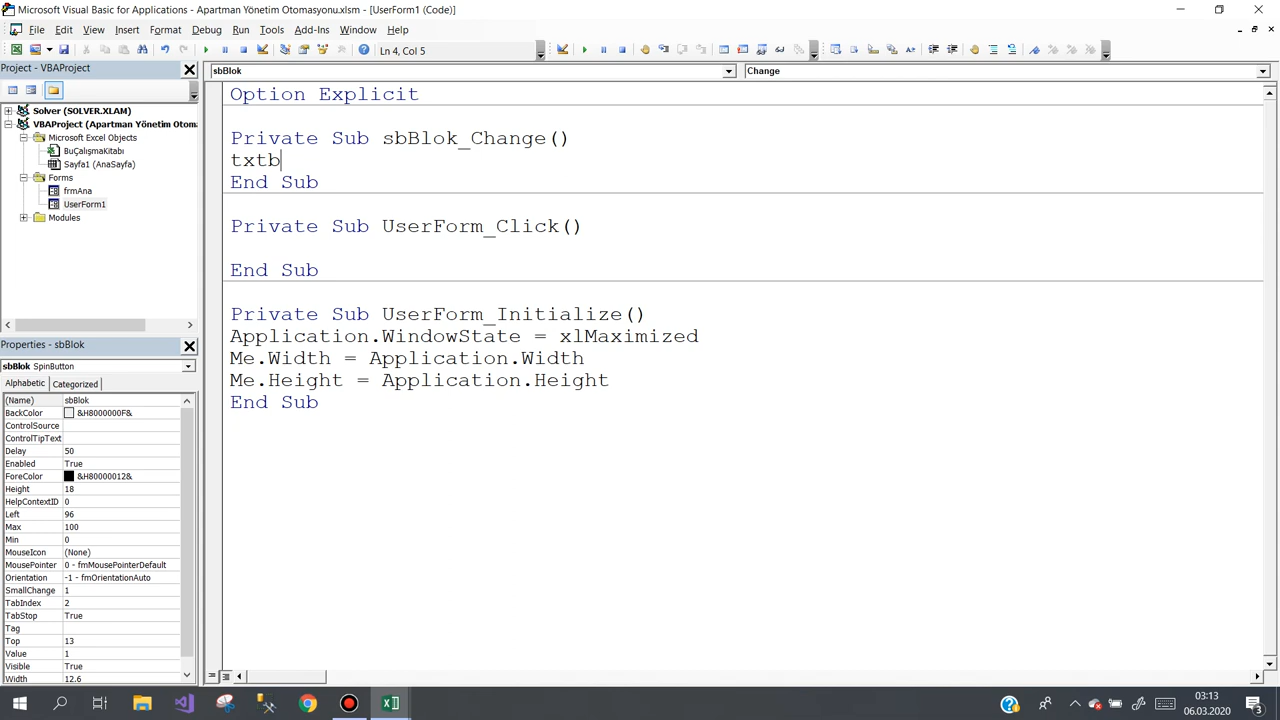 Microsoft Visual Basic for Applications - Apartman Yönetim Otomasyonu.xlsm - [UserForm1 (Code)]
File Edit View Insert Format Debug Run Tools Add-Ins Window Help
Ln 4, Col 5
Project - VBAProject
sbBlok
Change
Solver (SOLVER.XLAM)
VBAProject (Apartman Yönetim Otoma
Microsoft Excel Objects
BuÇalışmaKitabı
Sayfa1 (AnaSayfa)
Forms
frmAna
UserForm1
Modules
Option Explicit
Private Sub sbBlok_Change()
txtb
End Sub
Private Sub UserForm_Click()
End Sub
Private Sub UserForm_Initialize()
Application.WindowState = xlMaximized
Me.Width = Application.Width
Me.Height = Application.Height
End Sub
Properties - sbBlok
sbBlok SpinButton
Alphabetic Categorized
(Name) sbBlok
BackColor &H8000000F&
ControlSource
ControlTipText
Delay 50
Enabled True
ForeColor &H80000012&
Height 18
HelpContextID 0
Left 96
Max 100
Min 0
MouseIcon (None)
MousePointer 0 - fmMousePointerDefault
Orientation -1 - fmOrientationAuto
SmallChange 1
TabIndex 2
TabStop True
Tag
Top 13
Value 1
Visible True
Width 12.6
03:13
06.03.2020
3